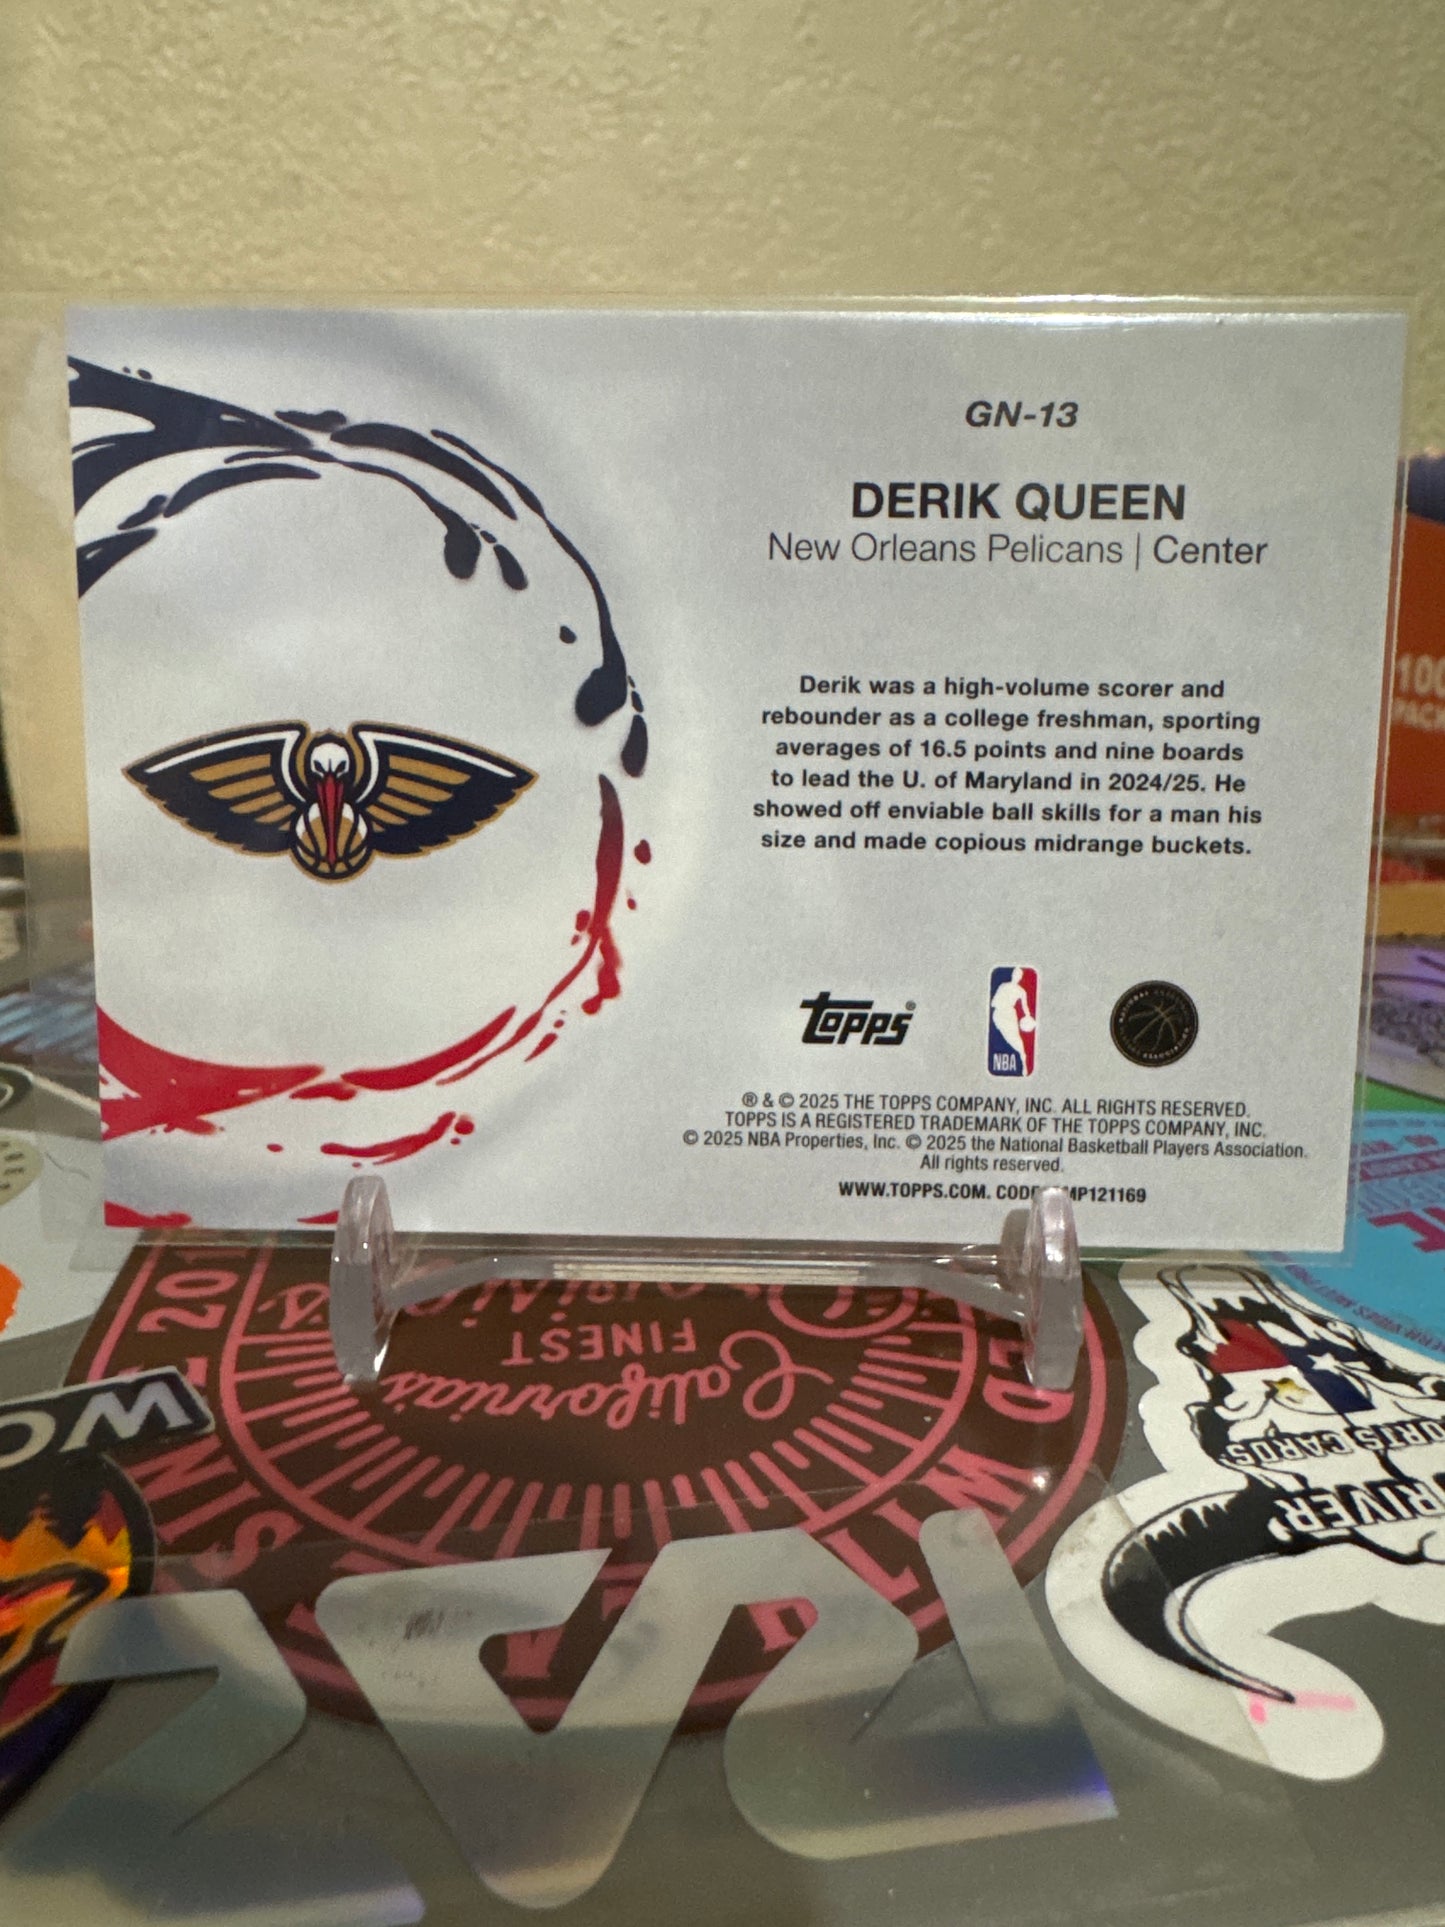 GN-13
DERIK QUEEN
New Orleans Pelicans | Center
Derik was a high-volume scorer and
rebounder as a college freshman, sporting
averages of 16.5 points and nine boards
to lead the U. of Maryland in 2024/25. He
showed off enviable ball skills for a man his
size and made copious midrange buckets.
topps®
NBA
® & © 2025 THE TOPPS COMPANY, INC. ALL RIGHTS RESERVED.
TOPPS IS A REGISTERED TRADEMARK OF THE TOPPS COMPANY, INC.
© 2025 NBA Properties, Inc. © 2025 the National Basketball Players Association.
All rights reserved.
WWW.TOPPS.COM.
100
PACK
FINEST
California's
SPORTS CARDS
RIVER